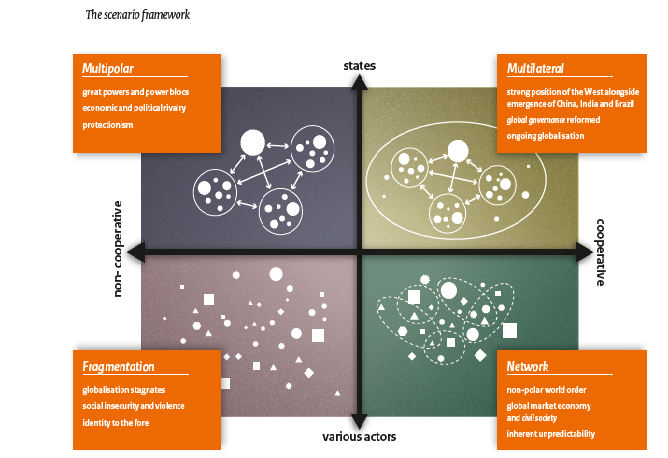 The scenario framework
states
Multipolar
great powers and power blocs
economic and political rivalry
protectionism
Multilateral
strong position of the West alongside
emergence of China, India and Brazil
global governance reformed
ongoing globalisation
non- cooperative
cooperative
Fragmentation
globalisation stagnates
social insecurity and violence
identity to the fore
Network
non-polar world order
global market economy
and civil society
inherent unpredictability
various actors